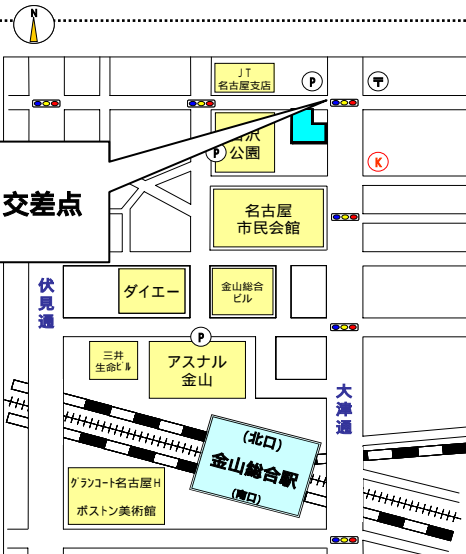 N
JT
名古屋支店
P
〒
沢
公園
P
K
交差点
名古屋
市民会館
伏見通
ダイエー
金山総合
ビル
P
三井
生命ビル
アスナル
金山
大津通
(北口)
金山総合駅
(南口)
グランコート名古屋H
ボストン美術館